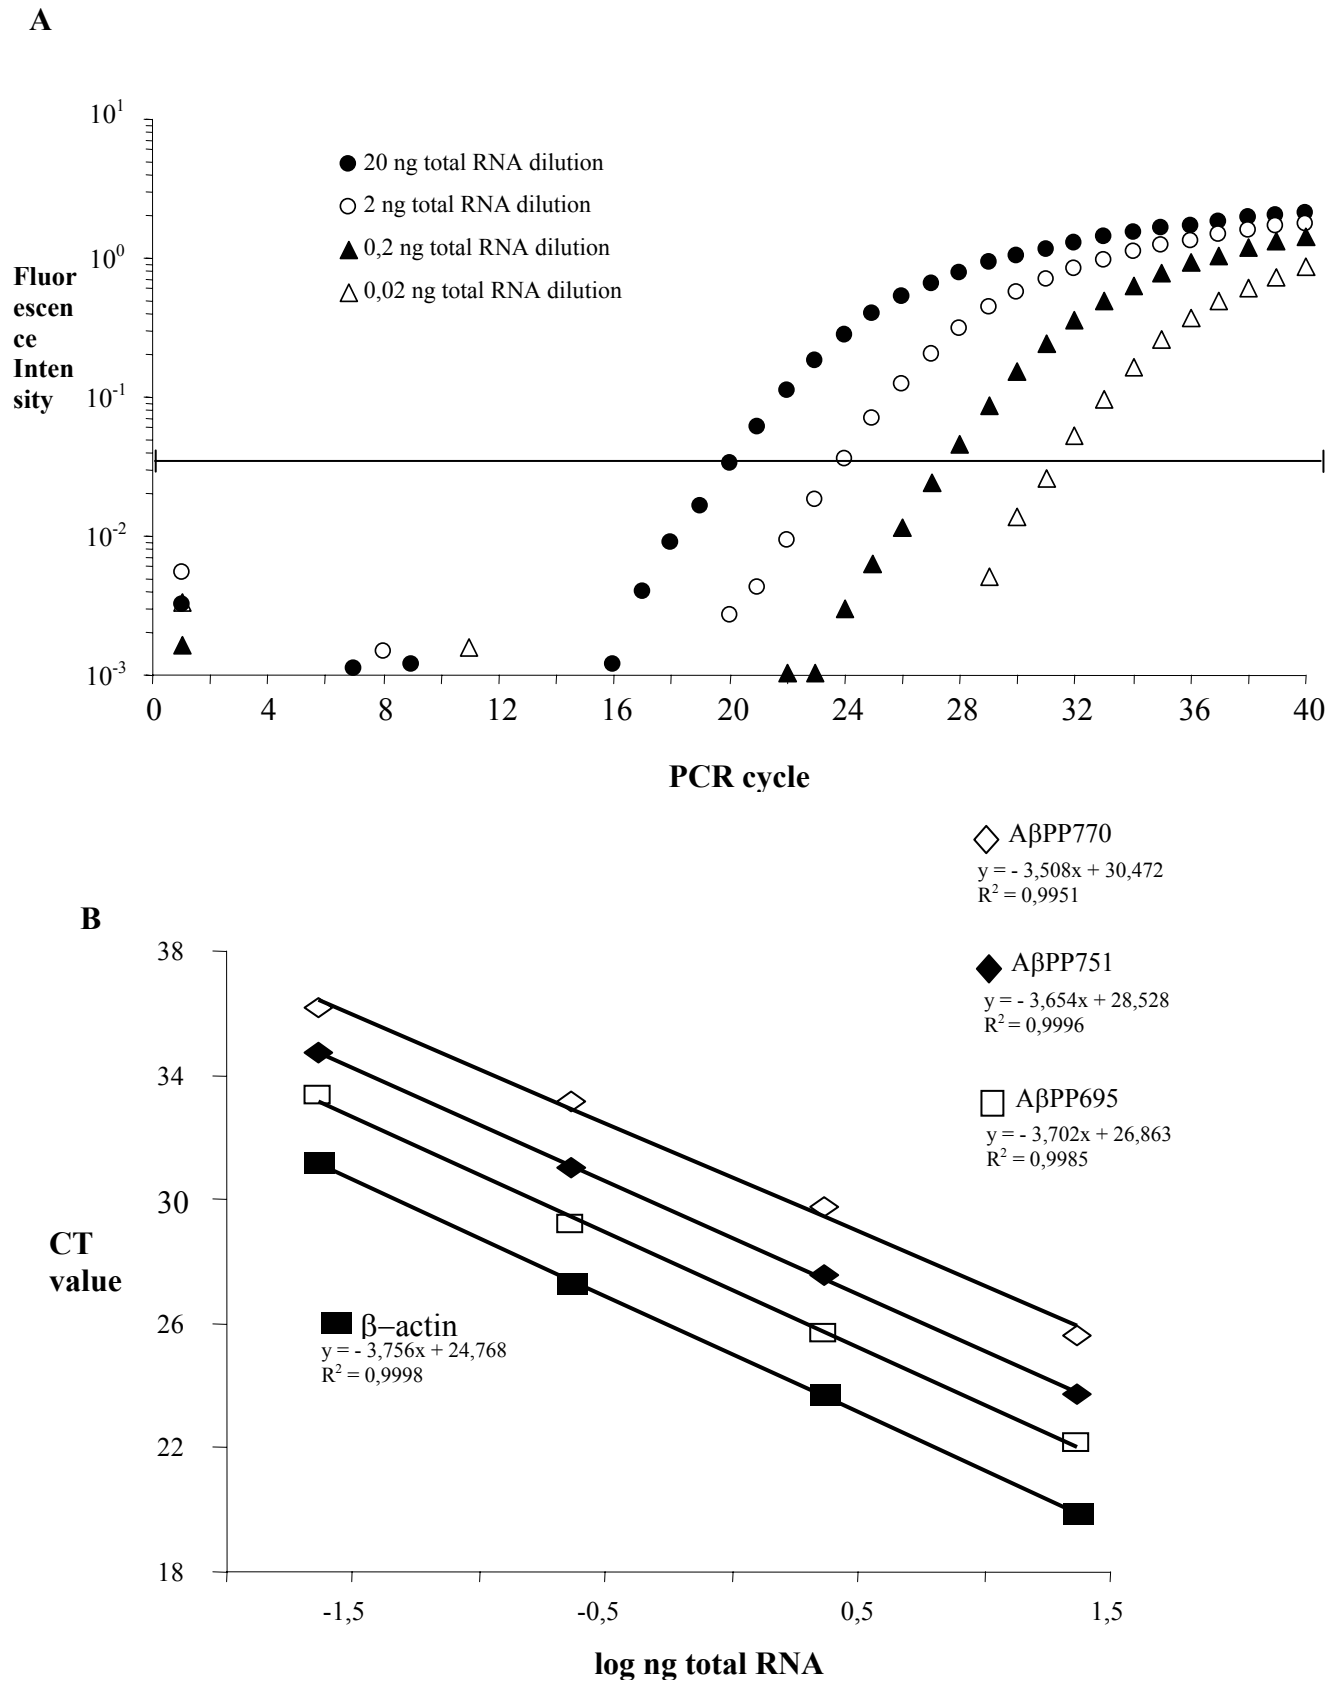 A
10^1
10^0
10^-1
10^-2
10^-3
Fluor
escen
ce
Inten
sity
20 ng total RNA dilution
2 ng total RNA dilution
0,2 ng total RNA dilution
0,02 ng total RNA dilution
0 4 8 12 16 20 24 28 32 36 40
PCR cycle
AβPP770
y = - 3,508x + 30,472
R^2 = 0,9951
B
AβPP751
y = - 3,654x + 28,528
R^2 = 0,9996
AβPP695
y = - 3,702x + 26,863
R^2 = 0,9985
38
34
30
26
22
18
CT
value
β–actin
y = - 3,756x + 24,768
R^2 = 0,9998
-1,5 -0,5 0,5 1,5
log ng total RNA